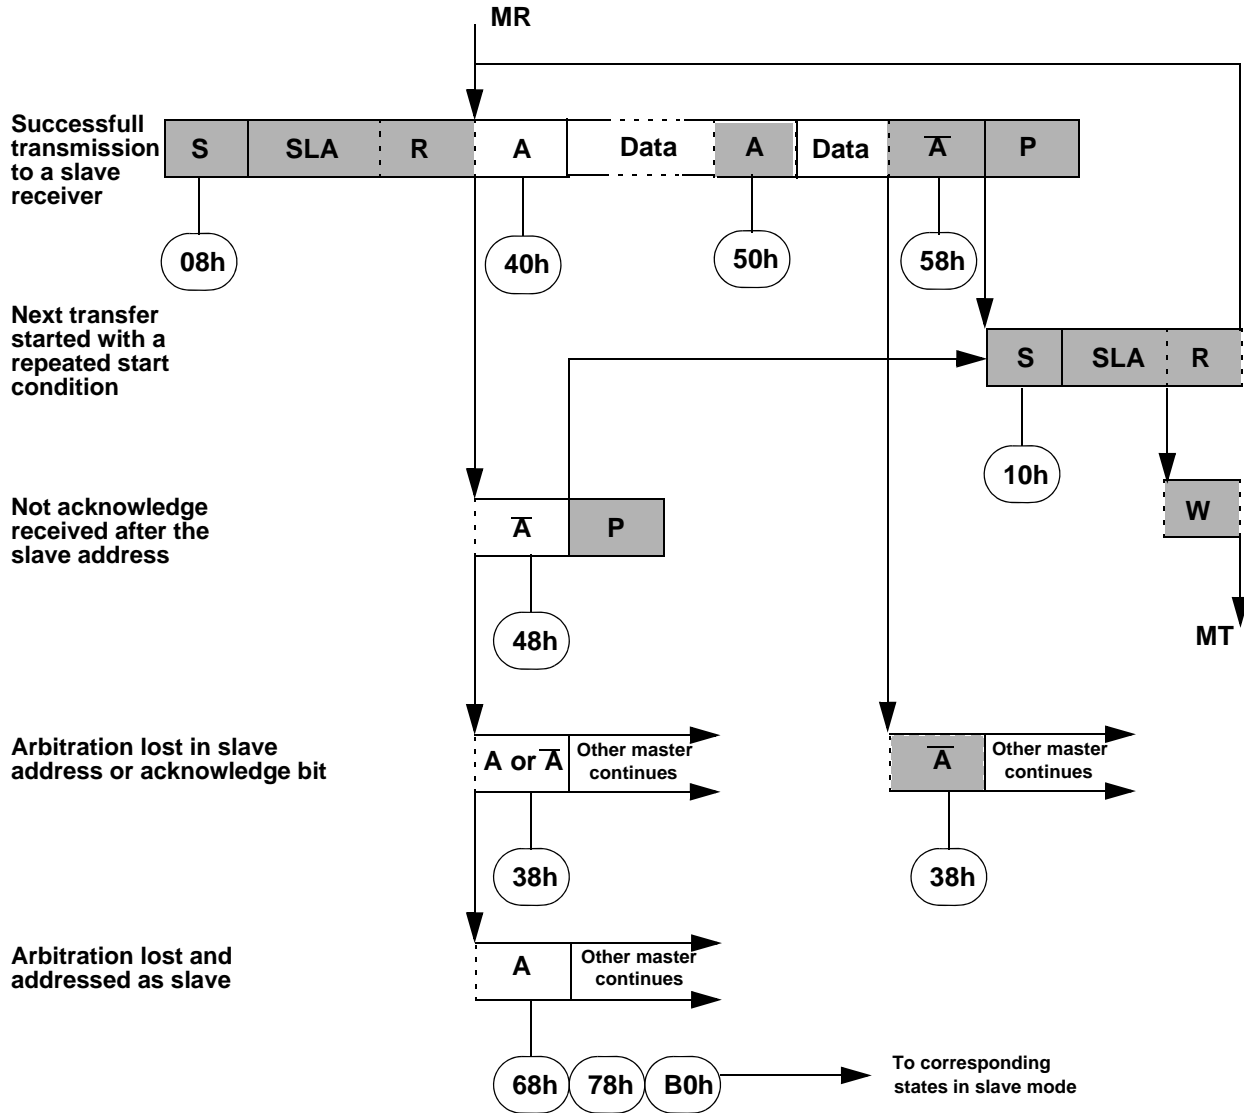 MR
Successfull
transmission
to a slave
receiver
S SLA R A Data A Data A̅ P
08h 40h 50h 58h
Next transfer
started with a
repeated start
condition
S SLA R
10h
Not acknowledge
received after the
slave address
A̅ P
W
48h
MT
Arbitration lost in slave
address or acknowledge bit
A or A̅ Other master
continues
A̅ Other master
continues
38h 38h
Arbitration lost and
addressed as slave
A Other master
continues
68h 78h B0h
To corresponding
states in slave mode